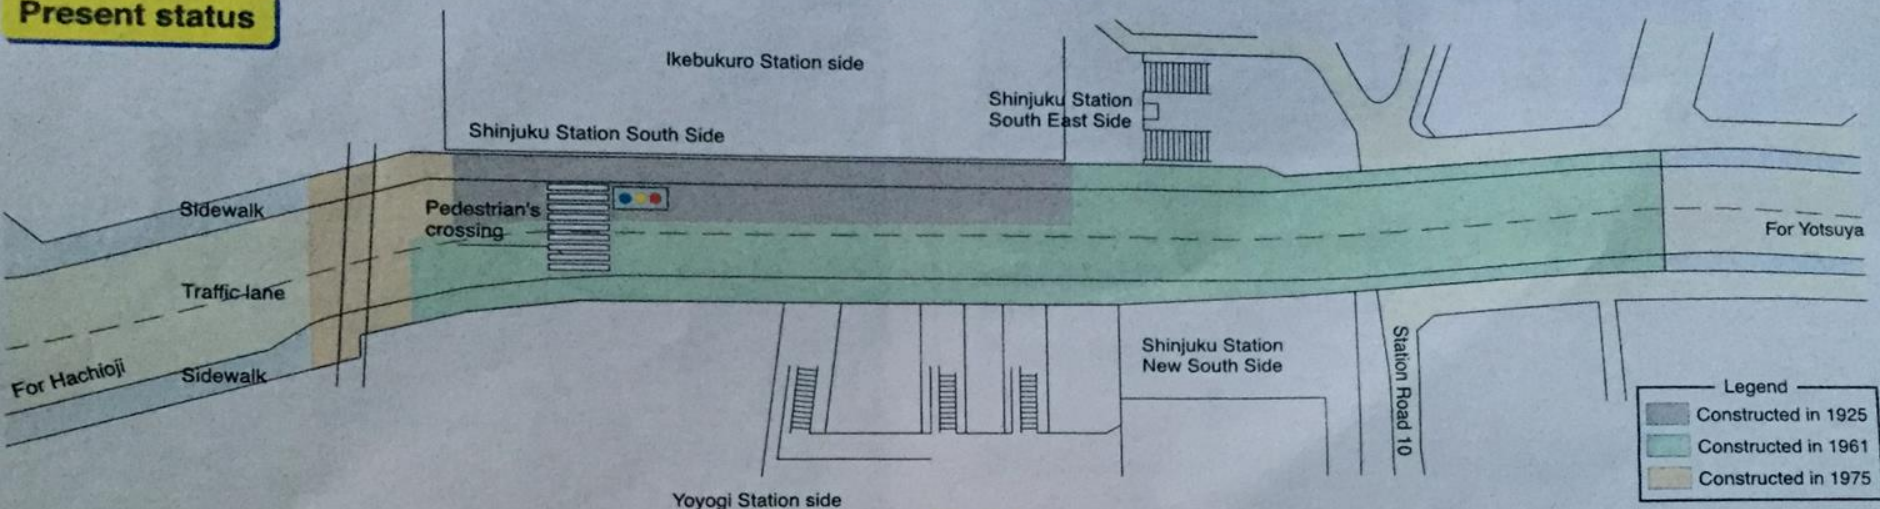 Present status
Ikebukuro Station side
Shinjuku Station
South East Side
Shinjuku Station South Side
Sidewalk
Pedestrian's
crossing
For Yotsuya
Traffic lane
For Hachioji
Sidewalk
Shinjuku Station
New South Side
Station Road 10
Yoyogi Station side
Legend
Constructed in 1925
Constructed in 1961
Constructed in 1975